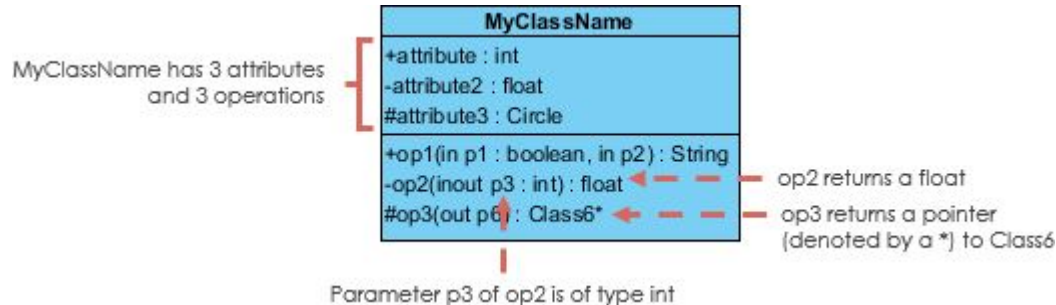 MyClassName
+attribute : int
-attribute2 : float
#attribute3 : Circle
MyClassName has 3 attributes
and 3 operations
+op1(in p1 : boolean, in p2) : String
-op2(inout p3 : int) : float
#op3(out p6) : Class6*
op2 returns a float
op3 returns a pointer
(denoted by a *) to Class6
Parameter p3 of op2 is of type int